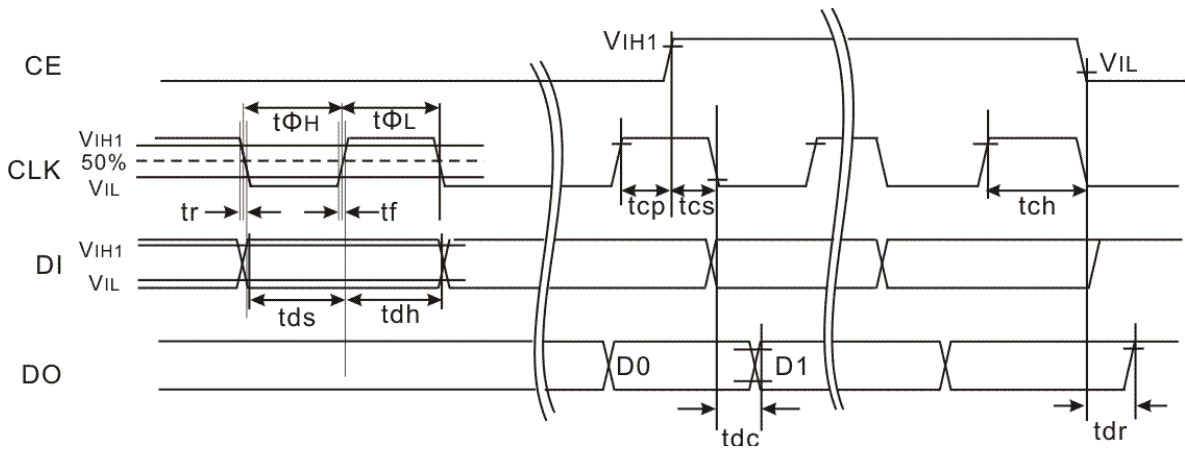 CE
VIH1
VIL
tΦH
tΦL
CLK
VIH1
50%
VIL
tr
tf
tcp
tcs
tch
DI
VIH1
VIL
tds
tdh
DO
D0
D1
tdc
tdr